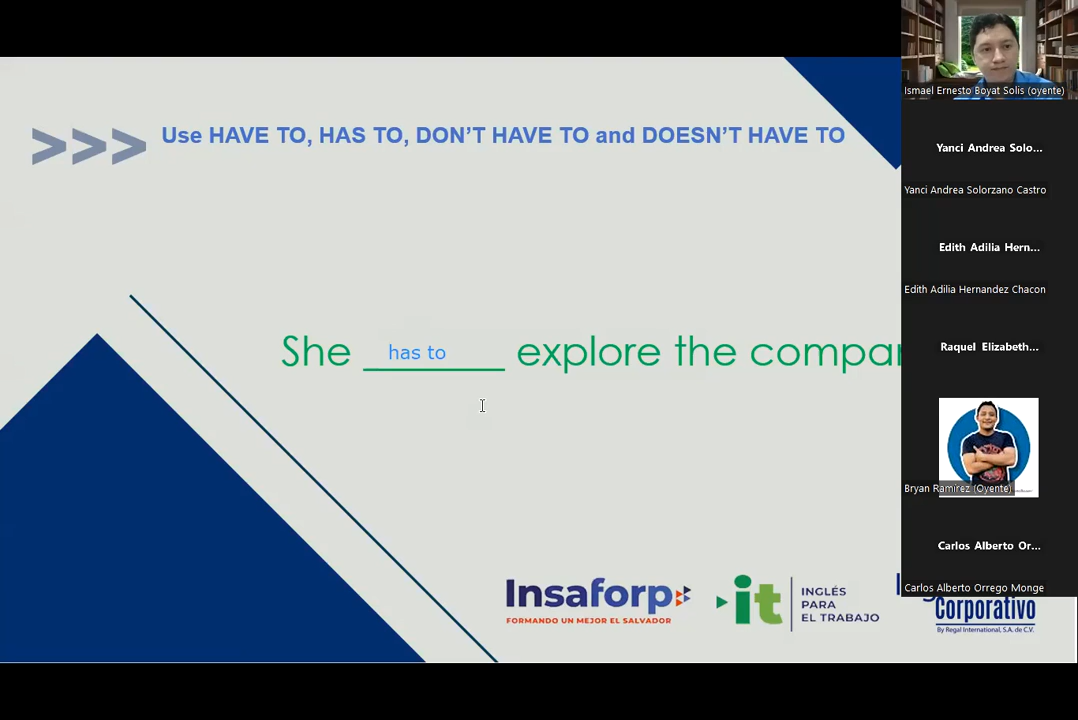 >>> Use HAVE TO, HAS TO, DON'T HAVE TO and DOESN'T HAVE TO
She has to explore the compa
Insaforp
FORMANDO UN MEJOR EL SALVADOR
it
INGLÉS
PARA
EL TRABAJO
Corporativo
By Regal International, S.A. de C.V.
Ismael Ernesto Boyat Solis (oyente)
Yanci Andrea Solo...
Yanci Andrea Solorzano Castro
Edith Adilia Hern...
Edith Adilia Hernandez Chacon
Raquel Elizabeth...
Bryan Ramirez (Oyente)
Carlos Alberto Or...
Carlos Alberto Orrego Monge